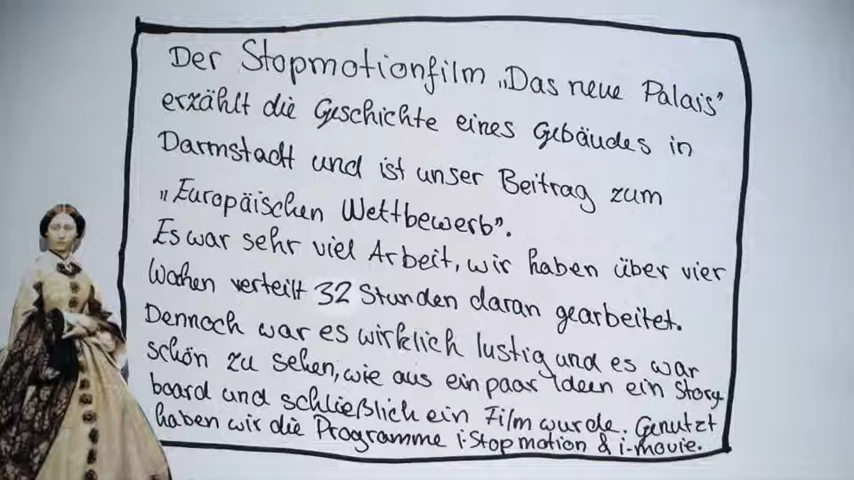 Der Stopmotionfilm „Das neue Palais"
erzählt die Geschichte eines Gebäudes in
Darmstadt und ist unser Beitrag zum
„Europäischen Wettbewerb".
Es war sehr viel Arbeit, wir haben über vier
Wochen verteilt 32 Stunden daran gearbeitet.
Dennoch war es wirklich lustig und es war
schön zu sehen, wie aus ein paar Ideen ein Story-
board und schließlich ein Film wurde. Genutzt
haben wir die Programme i-Stop motion & i-movie.